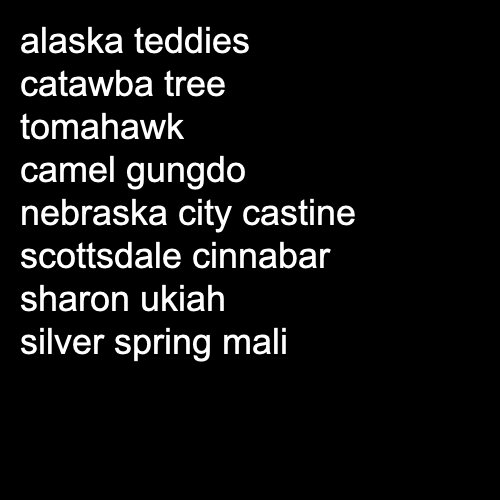 alaska teddies
catawba tree
tomahawk
camel gungdo
nebraska city castine
scottsdale cinnabar
sharon ukiah
silver spring mali